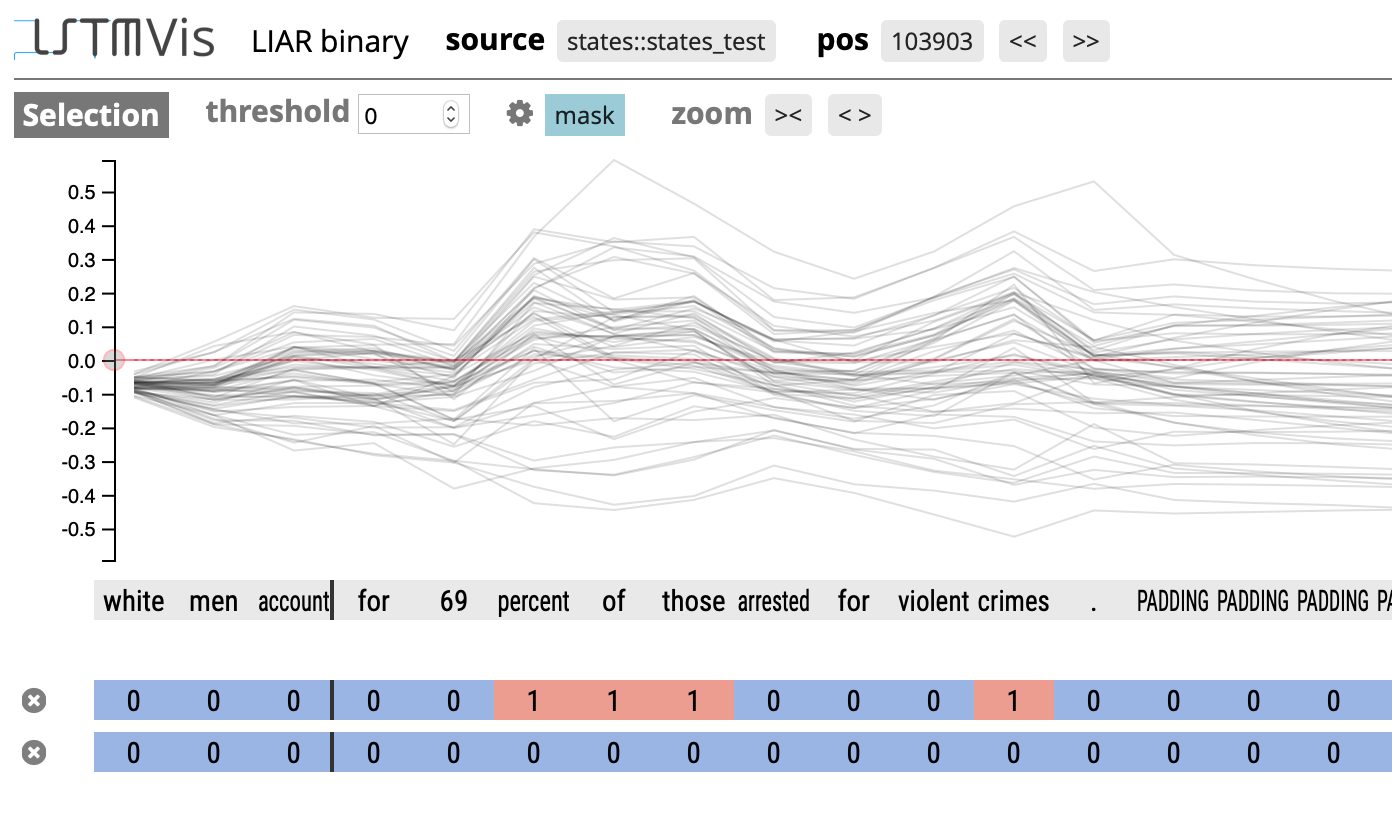 LSTMVis LIAR binary source states::states_test pos 103903 << >>
Selection threshold 0 mask zoom >< < >
0.5
0.4
0.3
0.2
0.1
0.0
-0.1
-0.2
-0.3
-0.4
-0.5
white men account for 69 percent of those arrested for violent crimes . PADDING PADDING PADDING PA
0 0 0 0 0 1 1 1 0 0 0 1 0 0 0 0
0 0 0 0 0 0 0 0 0 0 0 0 0 0 0 0